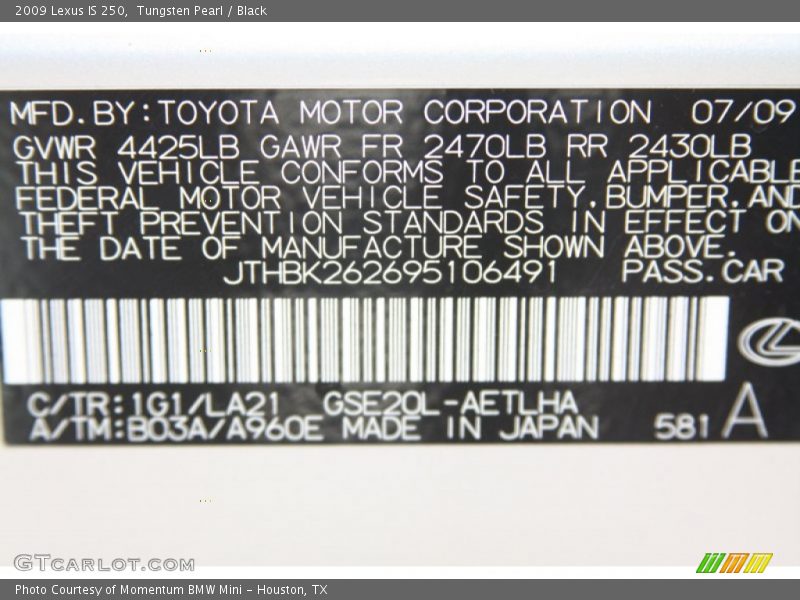 2009 Lexus IS 250,  Tungsten Pearl / Black
MFD.BY:TOYOTA MOTOR CORPORATION 07/09
GVWR 4425LB GAWR FR 2470LB RR 2430LB
THIS VEHICLE CONFORMS TO ALL APPLICABLE
FEDERAL MOTOR VEHICLE SAFETY,BUMPER,AND
THEFT PREVENTION STANDARDS IN EFFECT ON
THE DATE OF MANUFACTURE SHOWN ABOVE.
JTHBK262695106491 PASS.CAR
C/TR:1G1/LA21 GSE20L-AETLHA
A/TM:B03A/A960E MADE IN JAPAN 581 A
GTCARLOT.COM
Photo Courtesy of Momentum BMW Mini - Houston, TX